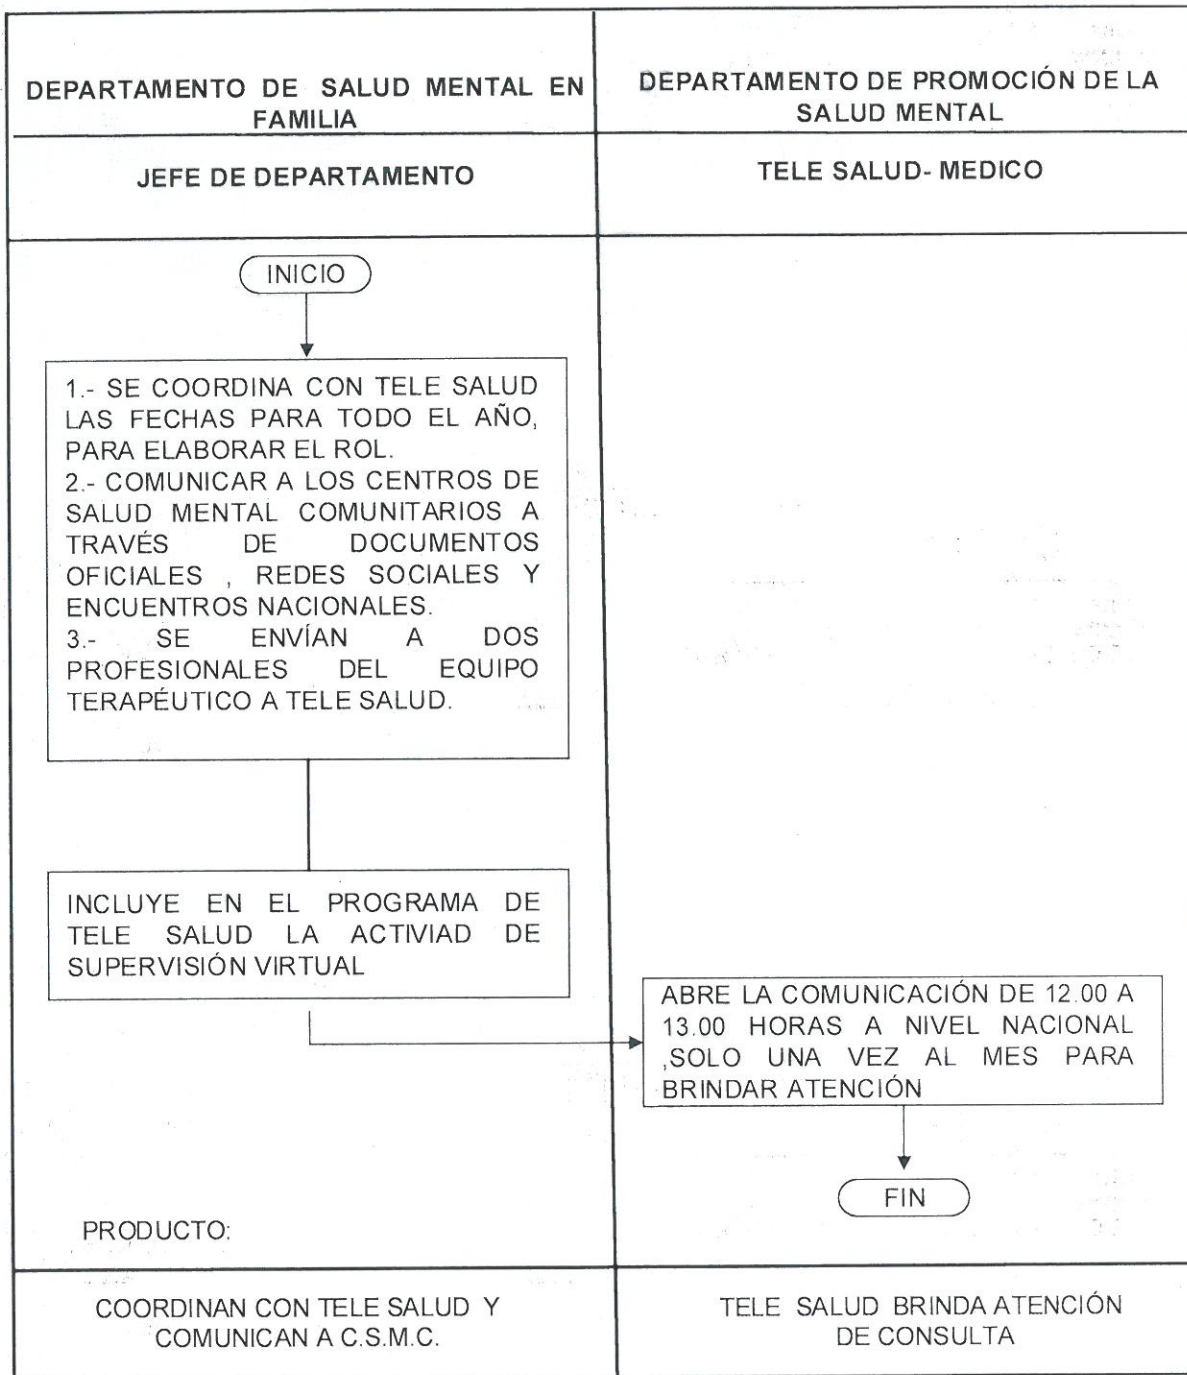 DEPARTAMENTO DE SALUD MENTAL EN
FAMILIA
DEPARTAMENTO DE PROMOCIÓN DE LA
SALUD MENTAL
JEFE DE DEPARTAMENTO
TELE SALUD- MEDICO
INICIO
1.- SE COORDINA CON TELE SALUD
LAS FECHAS PARA TODO EL AÑO,
PARA ELABORAR EL ROL.
2.- COMUNICAR A LOS CENTROS DE
SALUD MENTAL COMUNITARIOS A
TRAVÉS DE DOCUMENTOS
OFICIALES , REDES SOCIALES Y
ENCUENTROS NACIONALES.
3.- SE ENVÍAN A DOS
PROFESIONALES DEL EQUIPO
TERAPÉUTICO A TELE SALUD.
INCLUYE EN EL PROGRAMA DE
TELE SALUD LA ACTIVIAD DE
SUPERVISIÓN VIRTUAL
ABRE LA COMUNICACIÓN DE 12.00 A
13.00 HORAS A NIVEL NACIONAL
,SOLO UNA VEZ AL MES PARA
BRINDAR ATENCIÓN
FIN
PRODUCTO:
COORDINAN CON TELE SALUD Y
COMUNICAN A C.S.M.C.
TELE SALUD BRINDA ATENCIÓN
DE CONSULTA